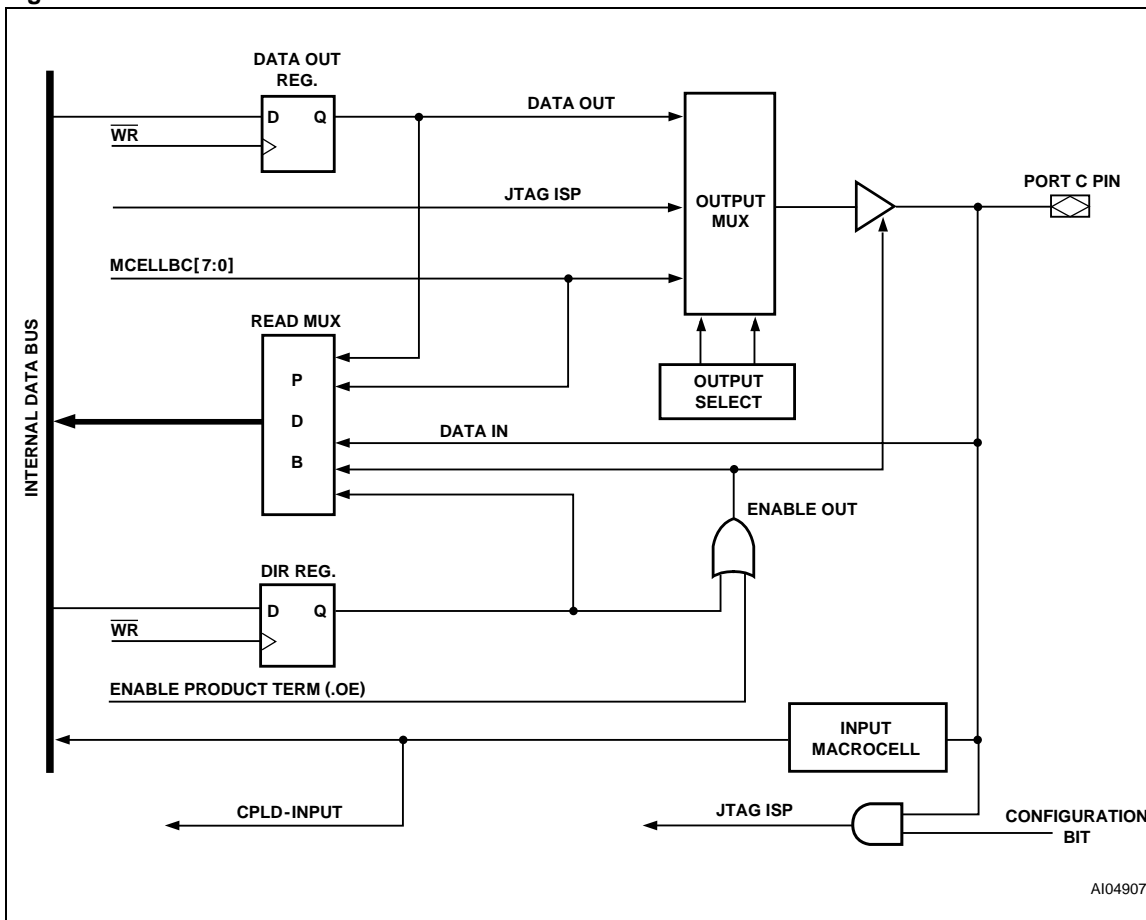 DATA OUT
REG.
D Q
WR
DATA OUT
JTAG ISP
OUTPUT
MUX
PORT C PIN
MCELLBC[7:0]
READ MUX
P
D
B
OUTPUT
SELECT
DATA IN
INTERNAL DATA BUS
ENABLE OUT
DIR REG.
D Q
WR
ENABLE PRODUCT TERM (.OE)
INPUT
MACROCELL
CPLD-INPUT
JTAG ISP
CONFIGURATION
BIT
AI04907